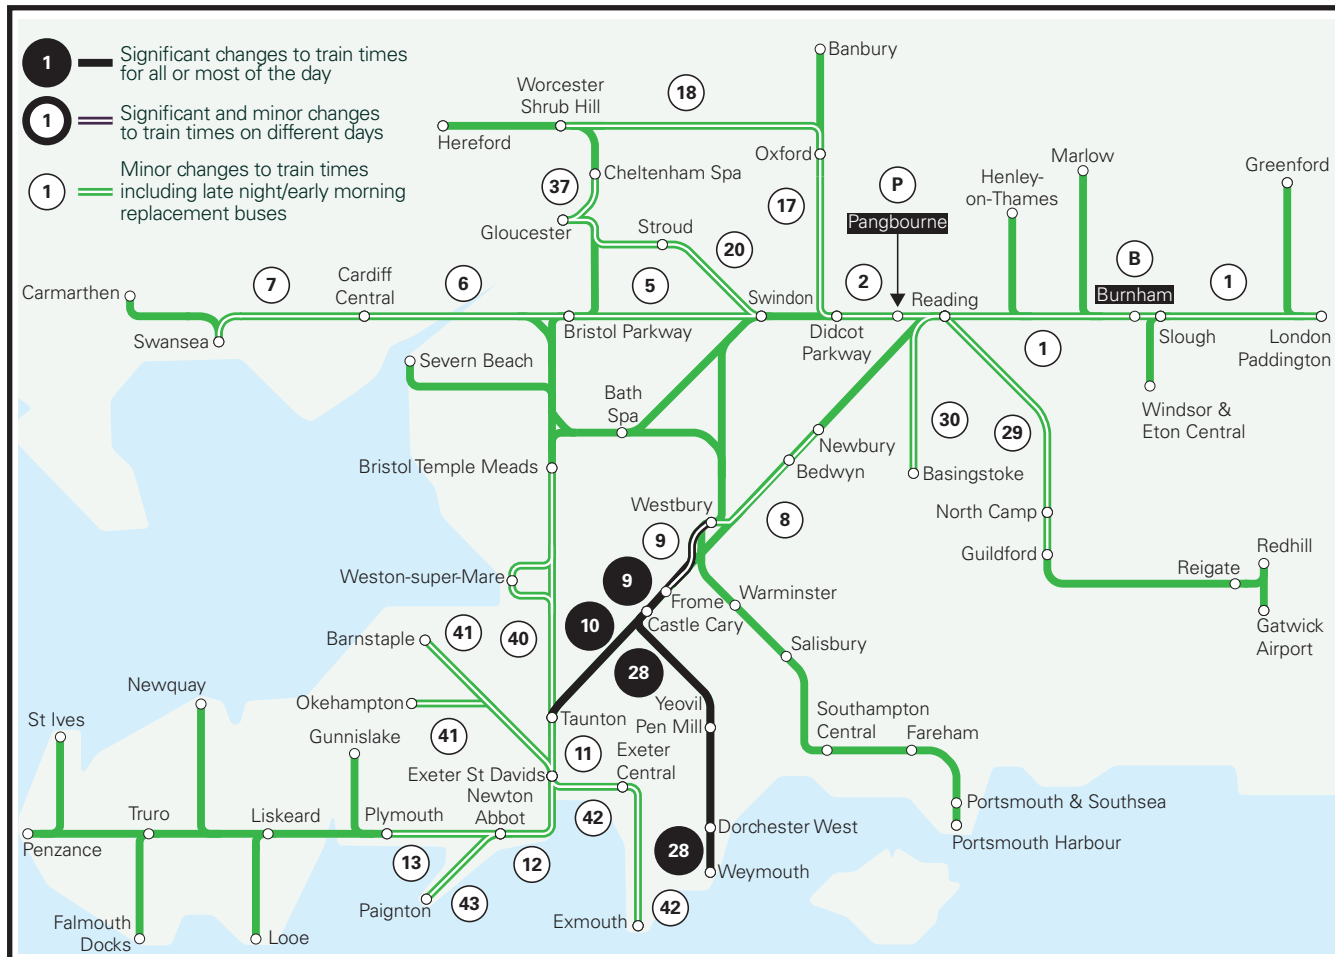 1
Significant changes to train times
for all or most of the day
1
Significant and minor changes
to train times on different days
1
Minor changes to train times
including late night/early morning
replacement buses
Banbury
Worcester
Shrub Hill
18
Hereford
Oxford
Marlow
Greenford
Henley-
on-Thames
Cheltenham Spa
37
P
17
Gloucester
Stroud
Pangbourne
20
B
Carmarthen
7
Cardiff
Central
6
5
Swindon
2
Reading
Burnham
1
Swansea
Bristol Parkway
Didcot
Parkway
1
Slough
London
Paddington
Severn Beach
Bath
Spa
Windsor &
Eton Central
30
29
Newbury
Bristol Temple Meads
Bedwyn
Basingstoke
Westbury
8
North Camp
9
Guildford
Redhill
Weston-super-Mare
9
Reigate
Frome
Warminster
Castle Cary
Gatwick
Airport
10
41
40
Barnstaple
Salisbury
28
Newquay
Okehampton
Yeovil
Pen Mill
St Ives
Taunton
Southampton
Central
Fareham
41
Gunnislake
11
Exeter
Central
Exeter St Davids
Newton
Abbot
Truro
Liskeard
Plymouth
42
Portsmouth & Southsea
Penzance
Dorchester West
Portsmouth Harbour
13
12
28
Weymouth
43
Paignton
42
Falmouth
Docks
Looe
Exmouth